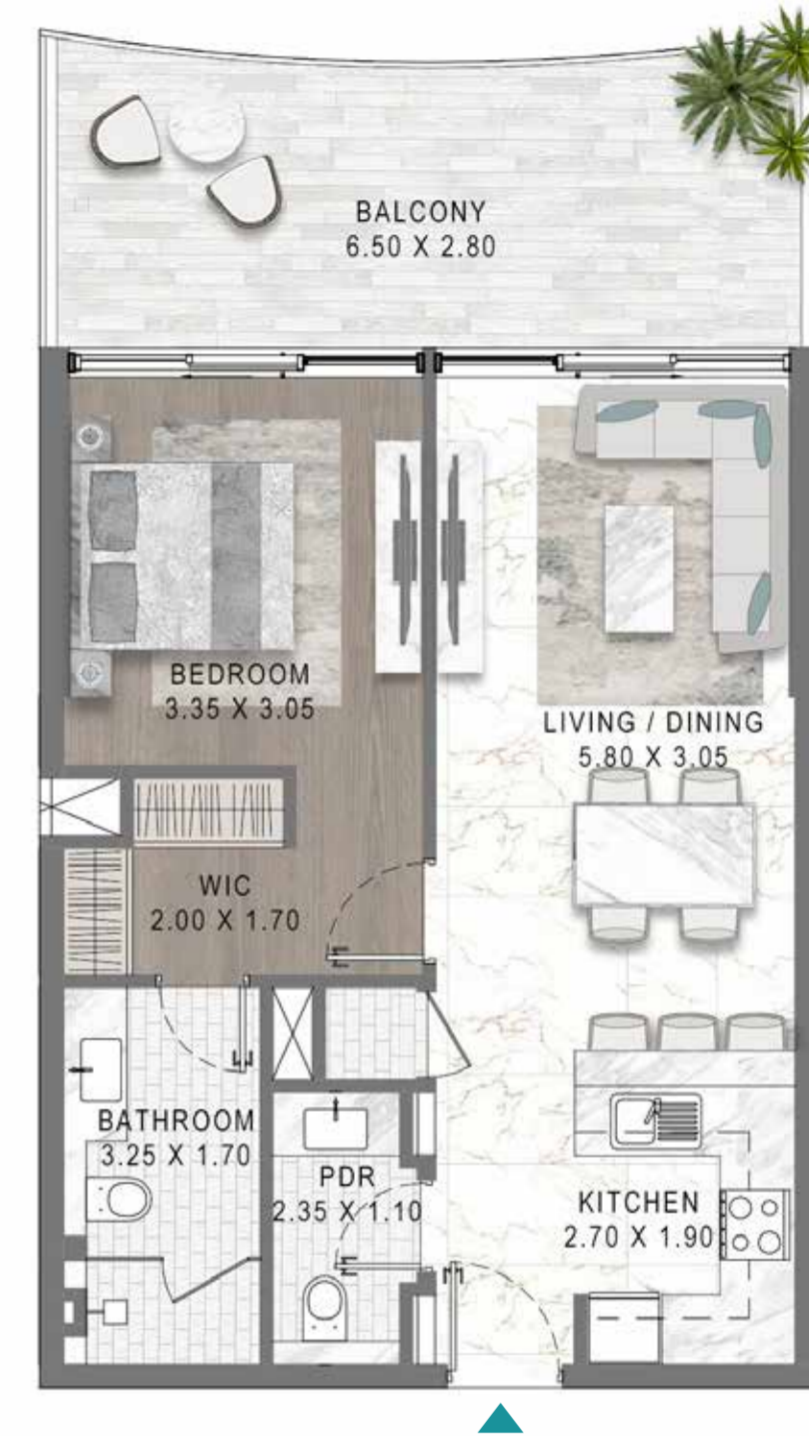 BALCONY
6.50 X 2.80
BEDROOM
3.35 X 3.05
LIVING / DINING
5.80 X 3.05
WIC
2.00 X 1.70
BATHROOM
3.25 X 1.70
PDR
2.35 X 1.10
KITCHEN
2.70 X 1.90